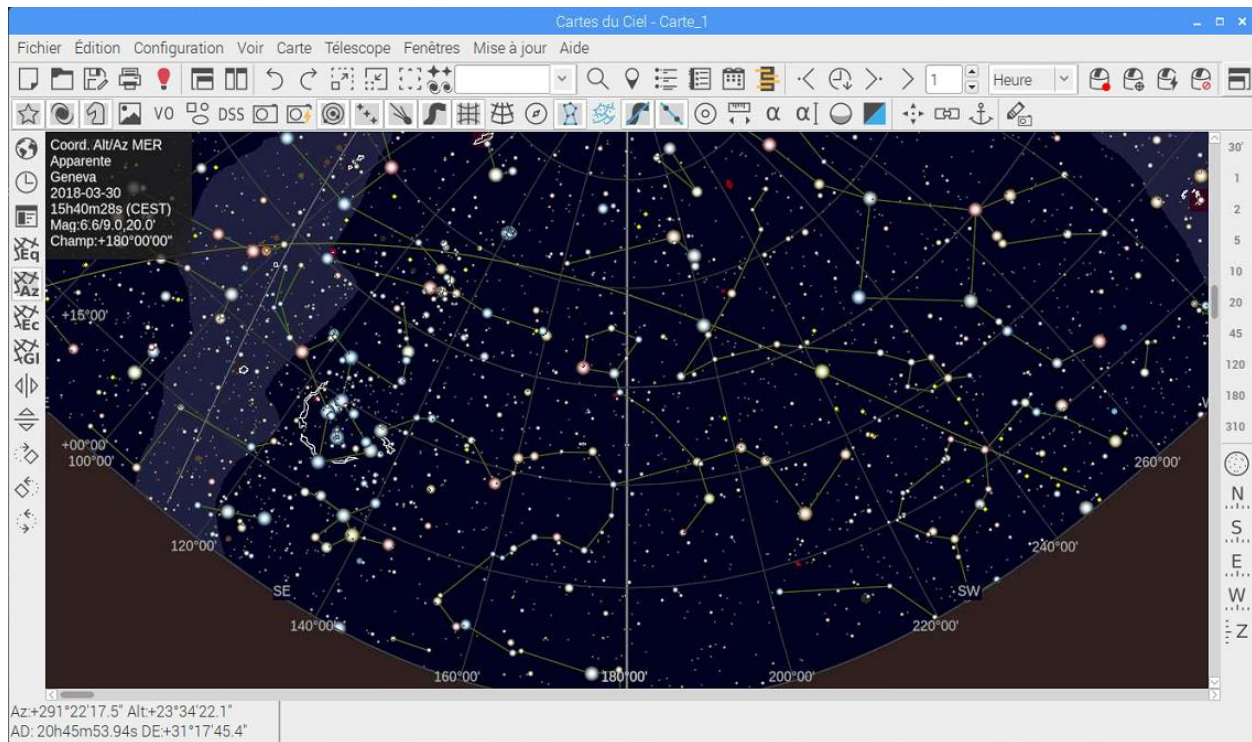 Cartes du Ciel - Carte_1
Fichier Édition Configuration Voir Carte Télescope Fenêtres Mise à jour Aide
1 Heure
VO DSS α α
Coord. Alt/Az MER
Apparente
Geneva
2018-03-30
15h40m28s (CEST)
Mag:6.6/9.0,20.0'
Champ:+180°00'00"
Eq
Az
Ec
Gl
+15°00'
+00°00'
100°00'
120°00'
SE
140°00'
160°00'
180°00'
200°00'
220°00'
SW
240°00'
260°00'
30'
1
2
5
10
20
45
120
180
310
N
S
E
W
Z
Az:+291°22'17.5" Alt:+23°34'22.1"
AD: 20h45m53.94s DE:+31°17'45.4"